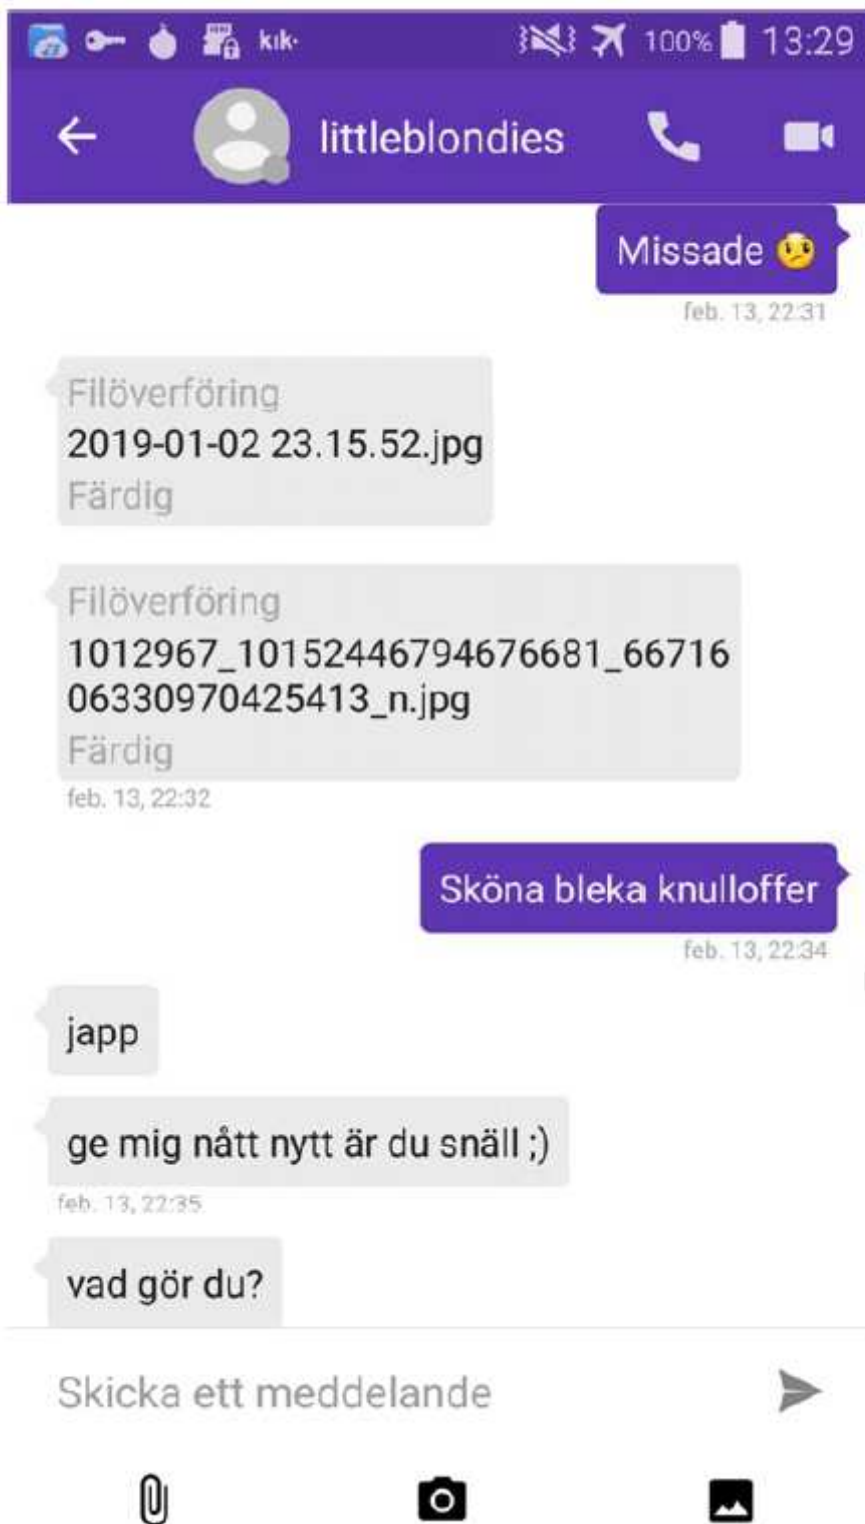 kik·
100%
13:29
littleblondies
Missade
feb. 13, 22:31
Filöverföring
2019-01-02 23.15.52.jpg
Färdig
Filöverföring
1012967_10152446794676681_66716
06330970425413_n.jpg
Färdig
feb. 13, 22:32
Sköna bleka knulloffer
feb. 13, 22:34
japp
ge mig nått nytt är du snäll ;)
feb. 13, 22:35
vad gör du?
Skicka ett meddelande